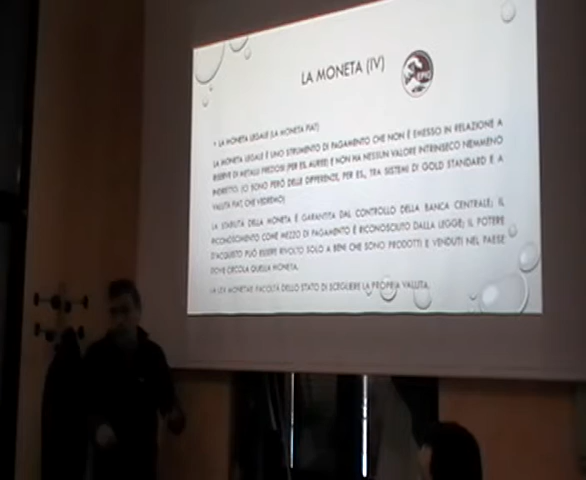 LA MONETA (IV)
• LA MONETA LEGALE (LA MONETA FIAT)
LA MONETA LEGALE È UNO STRUMENTO DI PAGAMENTO CHE NON È EMESSO IN RELAZIONE A
RISERVE DI METALLI PREZIOSI (PER ES. AUREE) E NON HA NESSUN VALORE INTRINSECO NEMMENO
INDIRETTO: (CI SONO PERÒ DELLE DIFFERENZE, PER ES., TRA SISTEMI DI GOLD STANDARD E A
VALUTA FIAT, CHE VEDREMO)
LA STABILITÀ DELLA MONETA È GARANTITA DAL CONTROLLO DELLA BANCA CENTRALE; IL
RICONOSCIMENTO COME MEZZO DI PAGAMENTO È RICONOSCIUTO DALLA LEGGE; IL POTERE
D'ACQUISTO PUÒ ESSERE RIVOLTO SOLO A BENI CHE SONO PRODOTTI E VENDUTI NEL PAESE
DOVE CIRCOLA QUELLA MONETA.
LA LEX MONETAE FACOLTÀ DELLO STATO DI SCEGLIERE LA PROPRIA VALUTA.